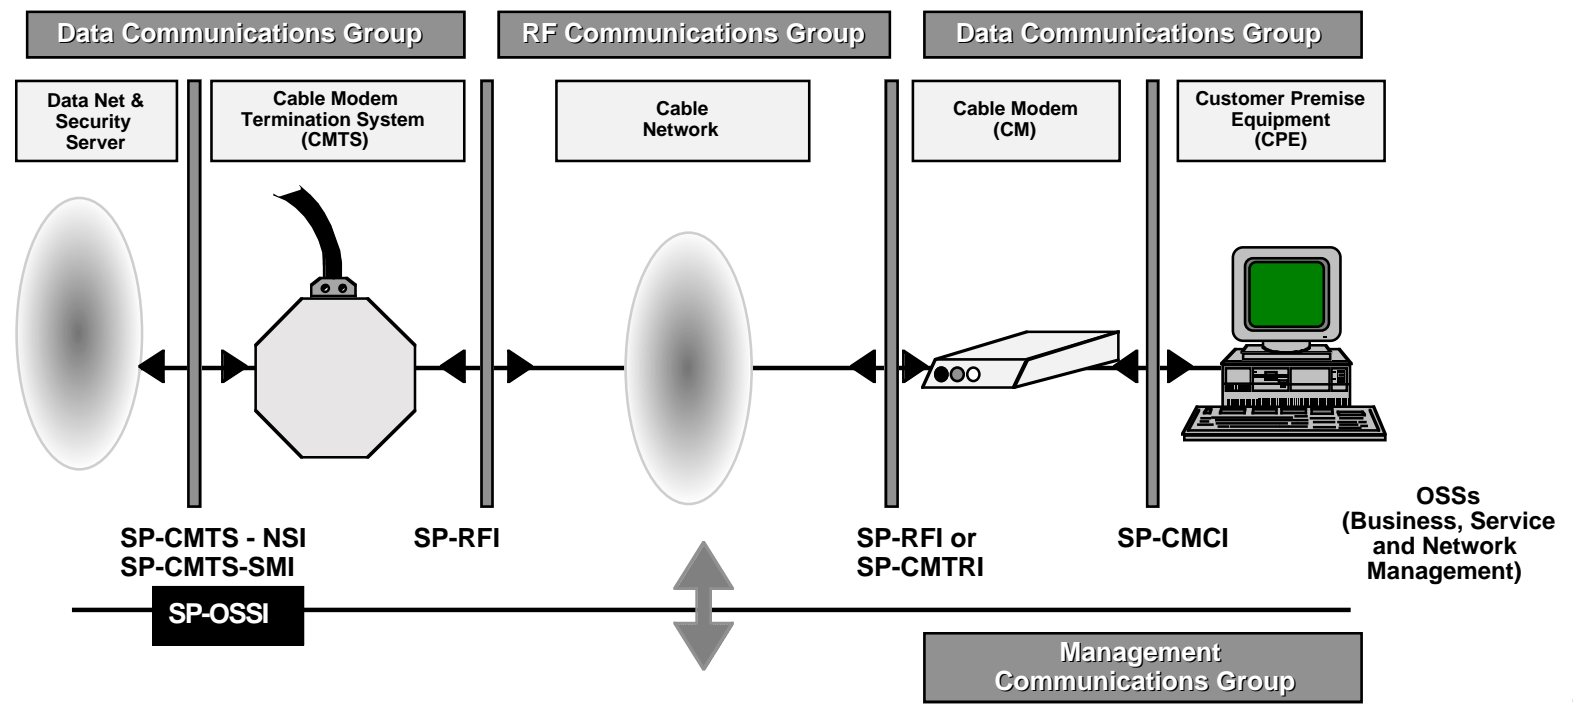 Data Communications Group
RF Communications Group
Data Communications Group
Data Net &
Security
Server
Cable Modem
Termination System
(CMTS)
Cable
Network
Cable Modem
(CM)
Customer Premise
Equipment
(CPE)
SP-CMTS - NSI
SP-CMTS-SMI
SP-RFI
SP-RFI or
SP-CMTRI
SP-CMCI
OSSs
(Business, Service
and Network
Management)
SP-OSSI
Management
Communications Group